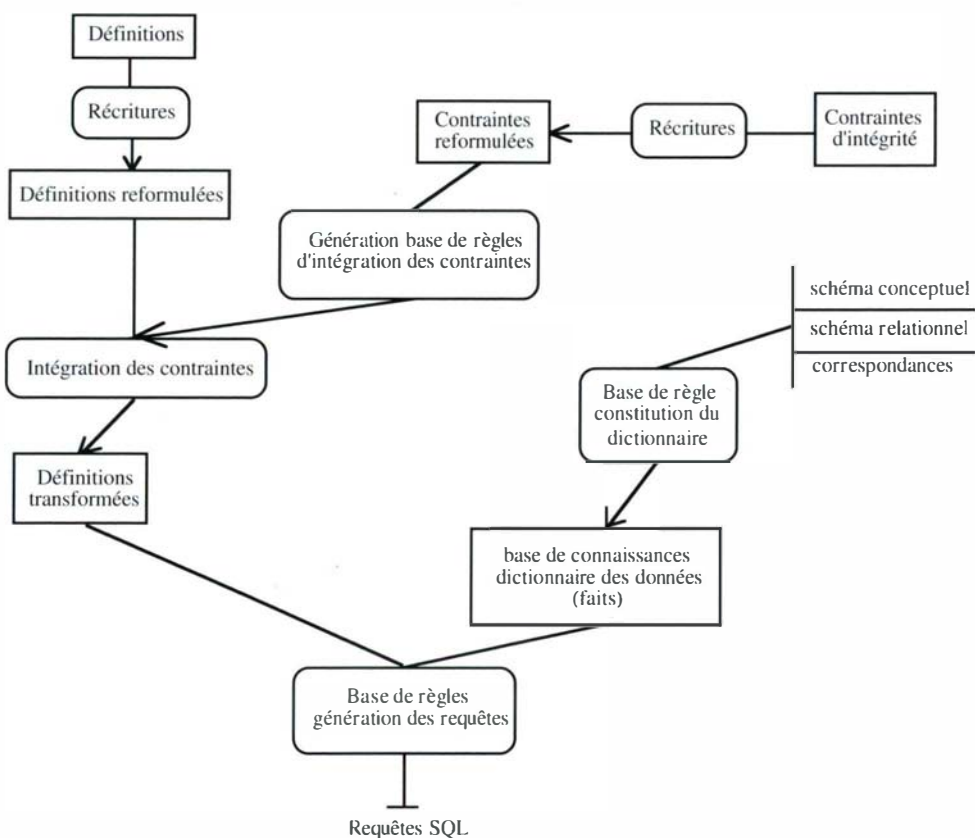 Définitions
Récritures
Définitions reformulées
Contraintes
reformulées
Récritures
Contraintes
d'intégrité
Génération base de règles
d'intégration des contraintes
schéma conceptuel
schéma relationnel
correspondances
Intégration des contraintes
Base de règle
constitution du
dictionnaire
Définitions
transformées
base de connaissances
dictionnaire des données
(faits)
Base de règles
génération des requêtes
Requêtes SQL